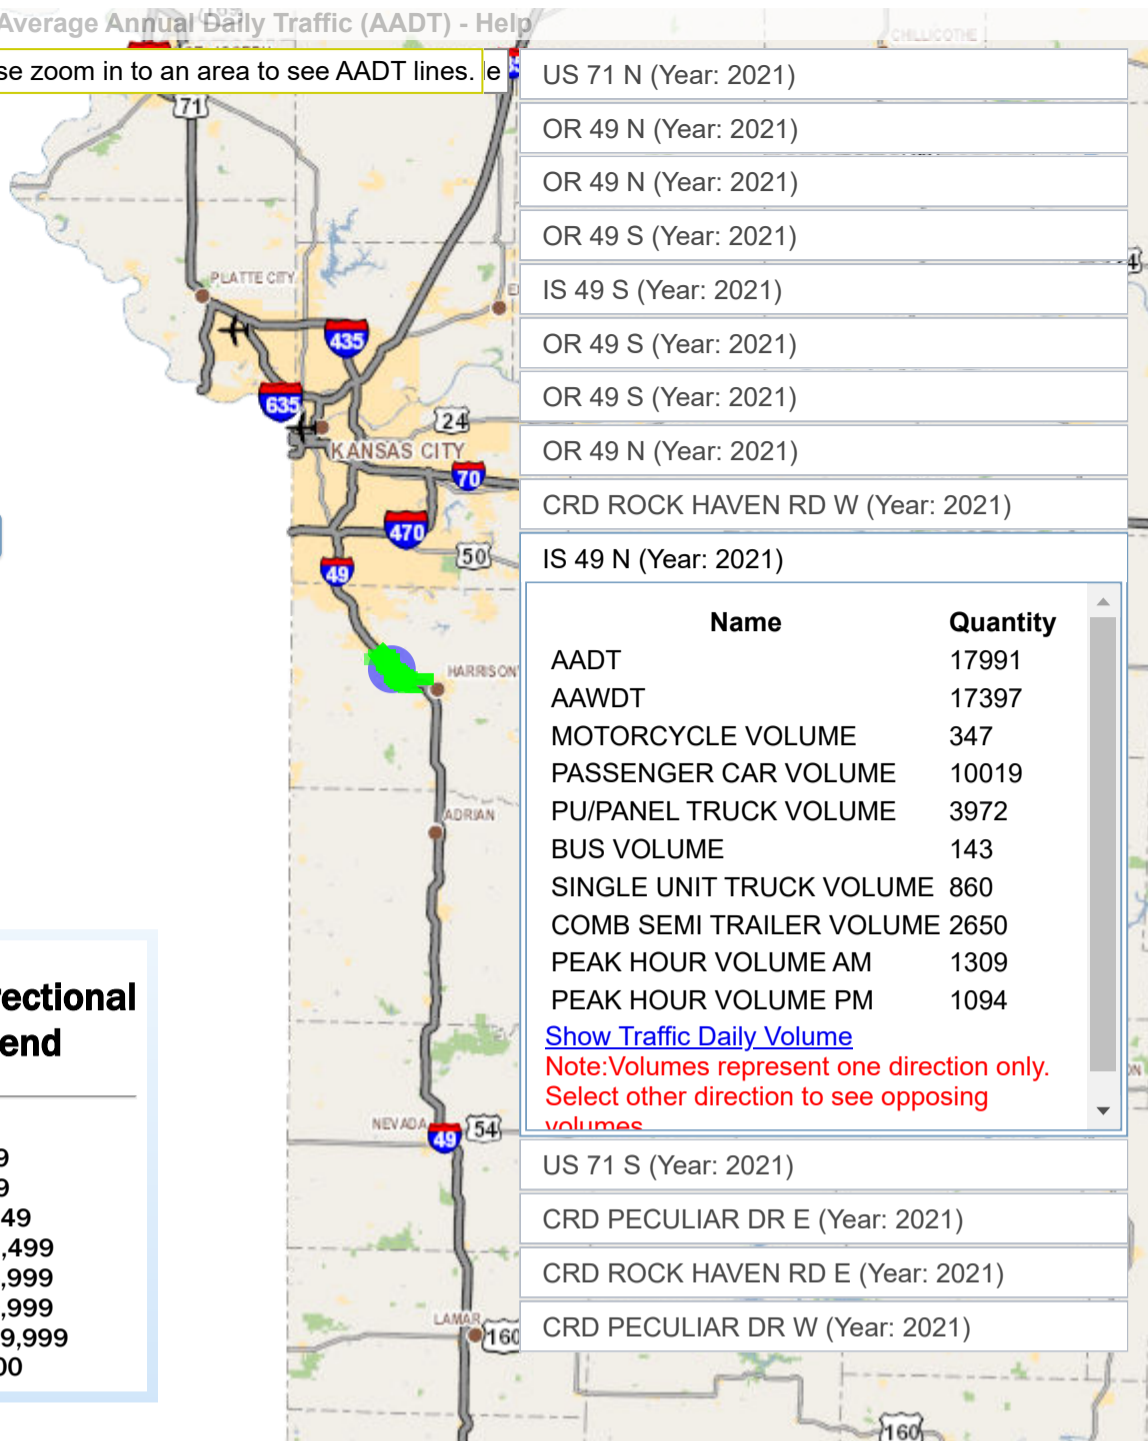 Average Annual Daily Traffic (AADT) - Help
CHILLICOTHE
se zoom in to an area to see AADT lines.
e
US 71 N (Year: 2021)
71
OR 49 N (Year: 2021)
OR 49 N (Year: 2021)
OR 49 S (Year: 2021)
PLATTE CITY
IS 49 S (Year: 2021)
435
OR 49 S (Year: 2021)
635
OR 49 S (Year: 2021)
24
KANSAS CITY
OR 49 N (Year: 2021)
70
CRD ROCK HAVEN RD W (Year: 2021)
470
50
IS 49 N (Year: 2021)
49
Name Quantity
AADT 17991
HARRISON
AAWDT 17397
MOTORCYCLE VOLUME 347
PASSENGER CAR VOLUME 10019
PU/PANEL TRUCK VOLUME 3972
ADRIAN
BUS VOLUME 143
SINGLE UNIT TRUCK VOLUME 860
COMB SEMI TRAILER VOLUME 2650
PEAK HOUR VOLUME AM 1309
PEAK HOUR VOLUME PM 1094
Show Traffic Daily Volume
Note:Volumes represent one direction only.
Select other direction to see opposing
volumes
rectional
end
NEVADA
49
54
US 71 S (Year: 2021)
CRD PECULIAR DR E (Year: 2021)
CRD ROCK HAVEN RD E (Year: 2021)
CRD PECULIAR DR W (Year: 2021)
9
9
49
,499
,999
,999
9,999
00
LAMAR
160
160